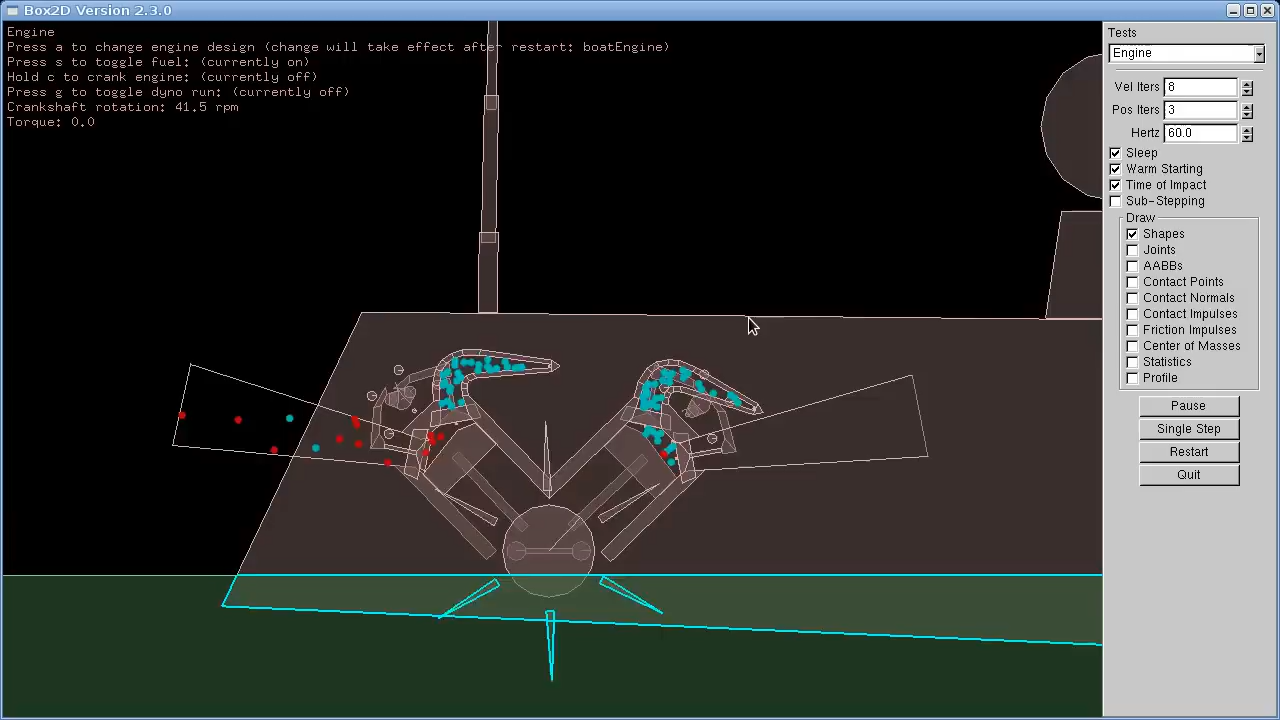 Box2D Version 2.3.0
Engine
Press a to change engine design (change will take effect after restart: boatEngine)
Press s to toggle fuel: (currently on)
Hold c to crank engine: (currently off)
Press g to toggle dyno run: (currently off)
Crankshaft rotation: 41.5 rpm
Torque: 0.0
Tests
Engine
Vel Iters 8
Pos Iters 3
Hertz 60.0
Sleep
Warm Starting
Time of Impact
Sub-Stepping
Draw
Shapes
Joints
AABBs
Contact Points
Contact Normals
Contact Impulses
Friction Impulses
Center of Masses
Statistics
Profile
Pause
Single Step
Restart
Quit